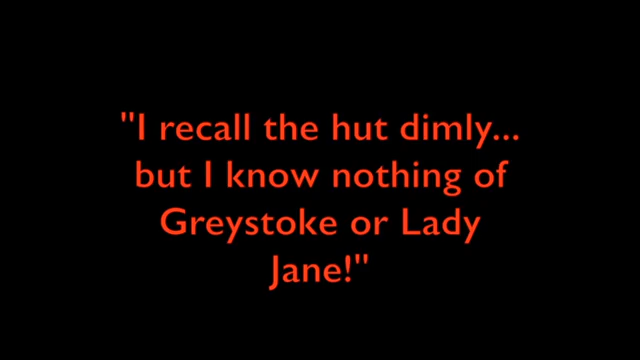 "I recall the hut dimly...
but I know nothing of
Greystoke or Lady
Jane!"